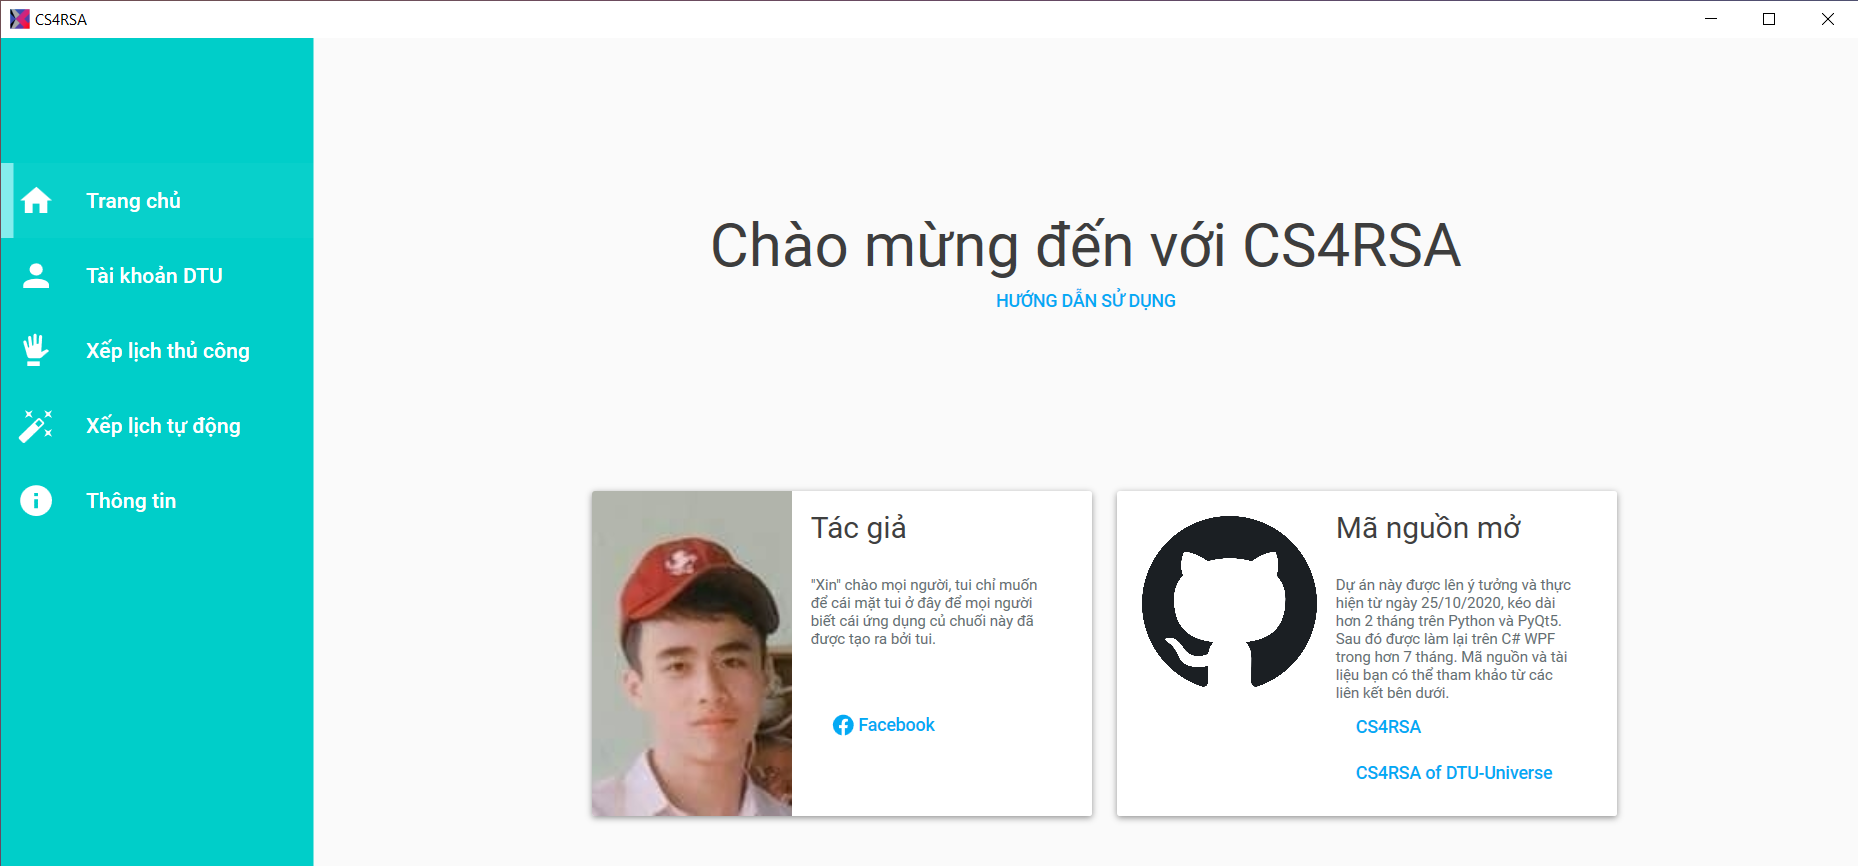 CS4RSA
Trang chủ
Tài khoản DTU
Xếp lịch thủ công
Xếp lịch tự động
Thông tin
Chào mừng đến với CS4RSA
HƯỚNG DẪN SỬ DỤNG
Tác giả
"Xin" chào mọi người, tui chỉ muốn
để cái mặt tui ở đây để mọi người
biết cái ứng dụng củ chuối này đã
được tạo ra bởi tui.
Facebook
Mã nguồn mở
Dự án này được lên ý tưởng và thực
hiện từ ngày 25/10/2020, kéo dài
hơn 2 tháng trên Python và PyQt5.
Sau đó được làm lại trên C# WPF
trong hơn 7 tháng. Mã nguồn và tài
liệu bạn có thể tham khảo từ các
liên kết bên dưới.
CS4RSA
CS4RSA of DTU-Universe